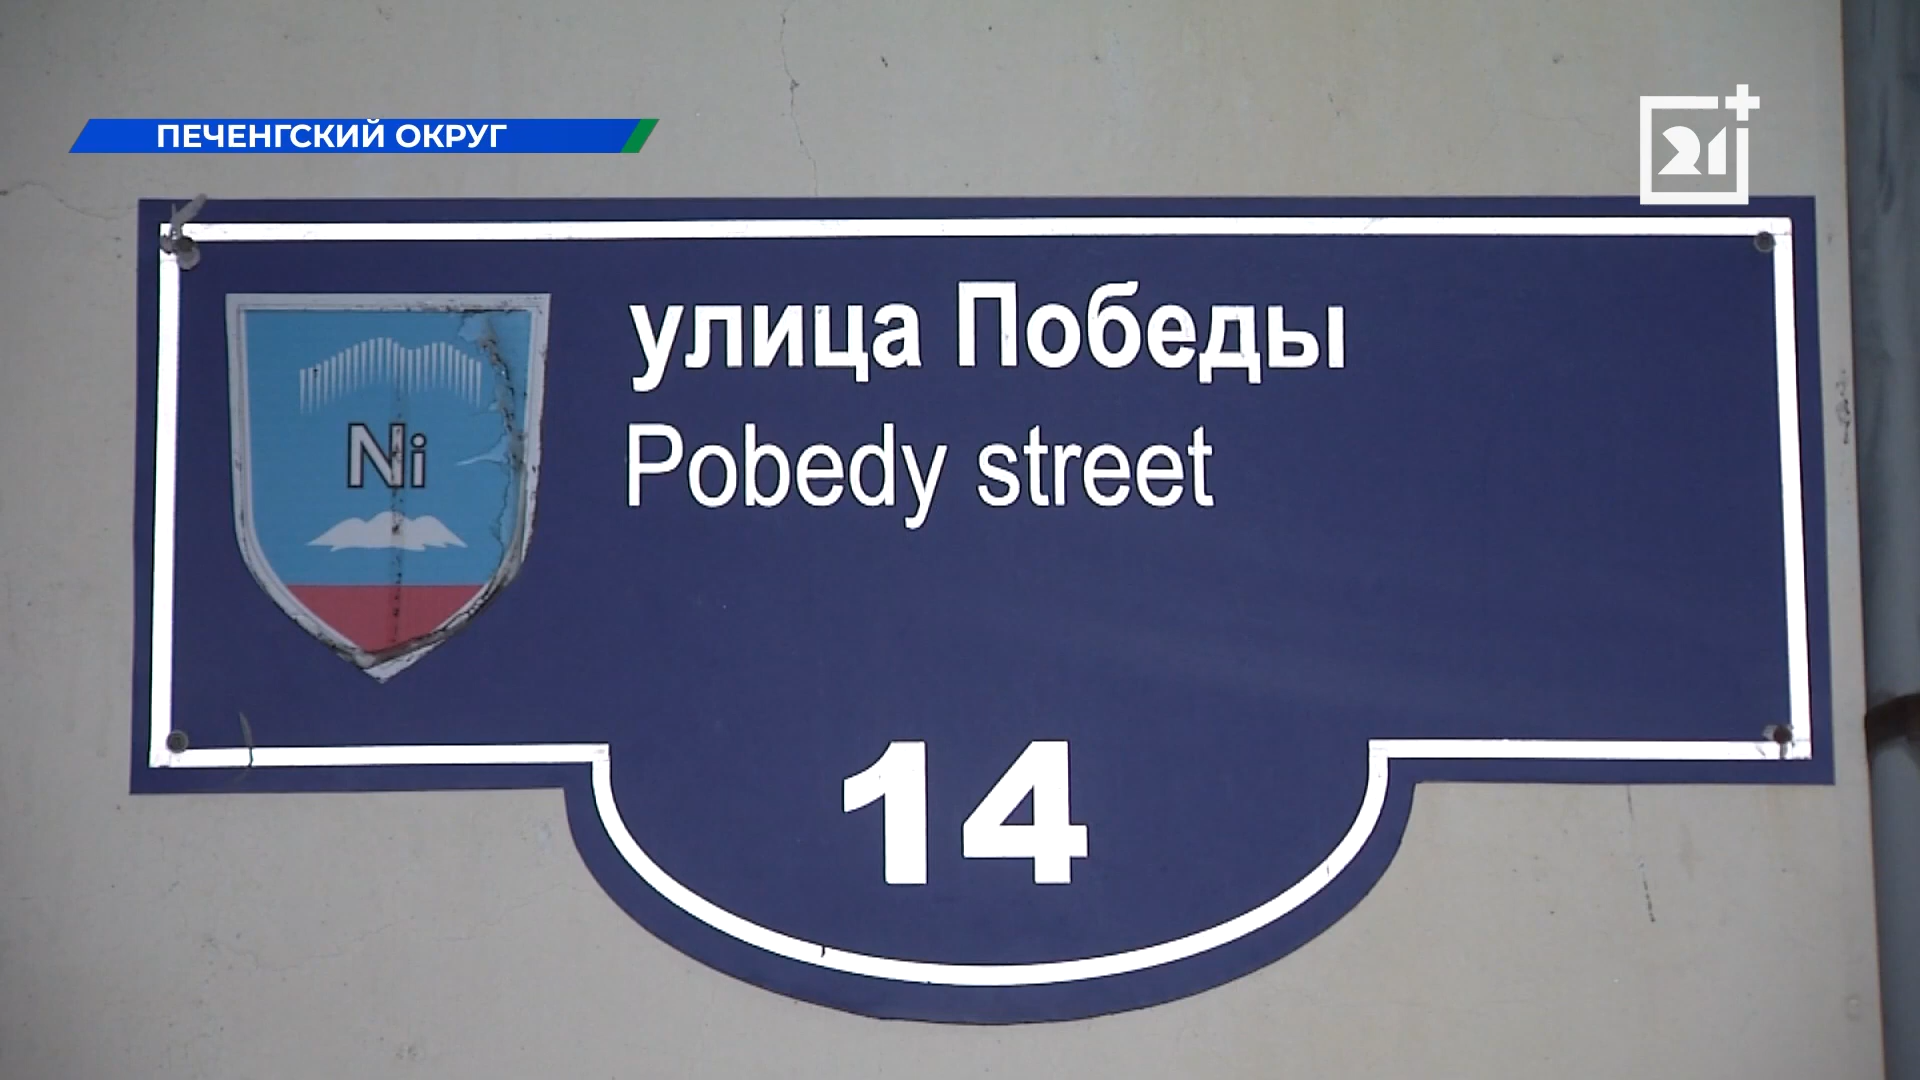 ПЕЧЕНГСКИЙ ОКРУГ
21+
Ni
улица Победы
Pobedy street
14